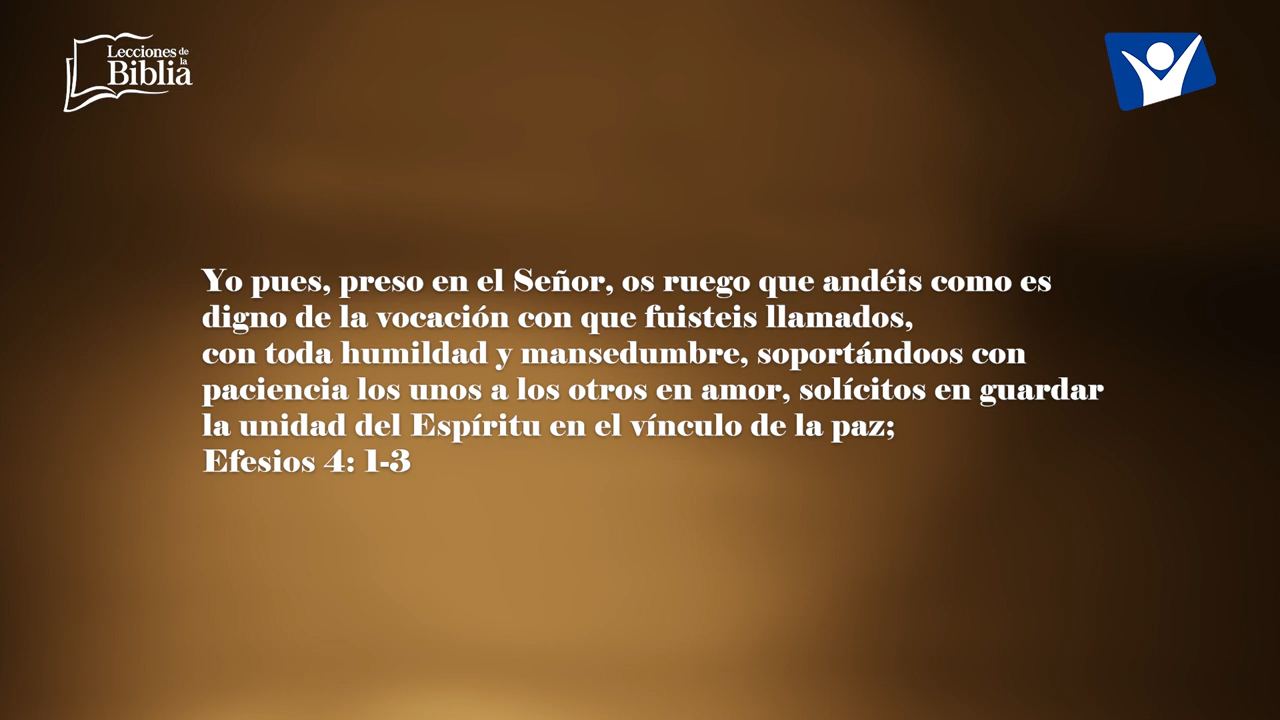 Lecciones de
la
Biblia
Yo pues, preso en el Señor, os ruego que andéis como es
digno de la vocación con que fuisteis llamados,
con toda humildad y mansedumbre, soportándoos con
paciencia los unos a los otros en amor, solícitos en guardar
la unidad del Espíritu en el vínculo de la paz;
Efesios 4: 1-3